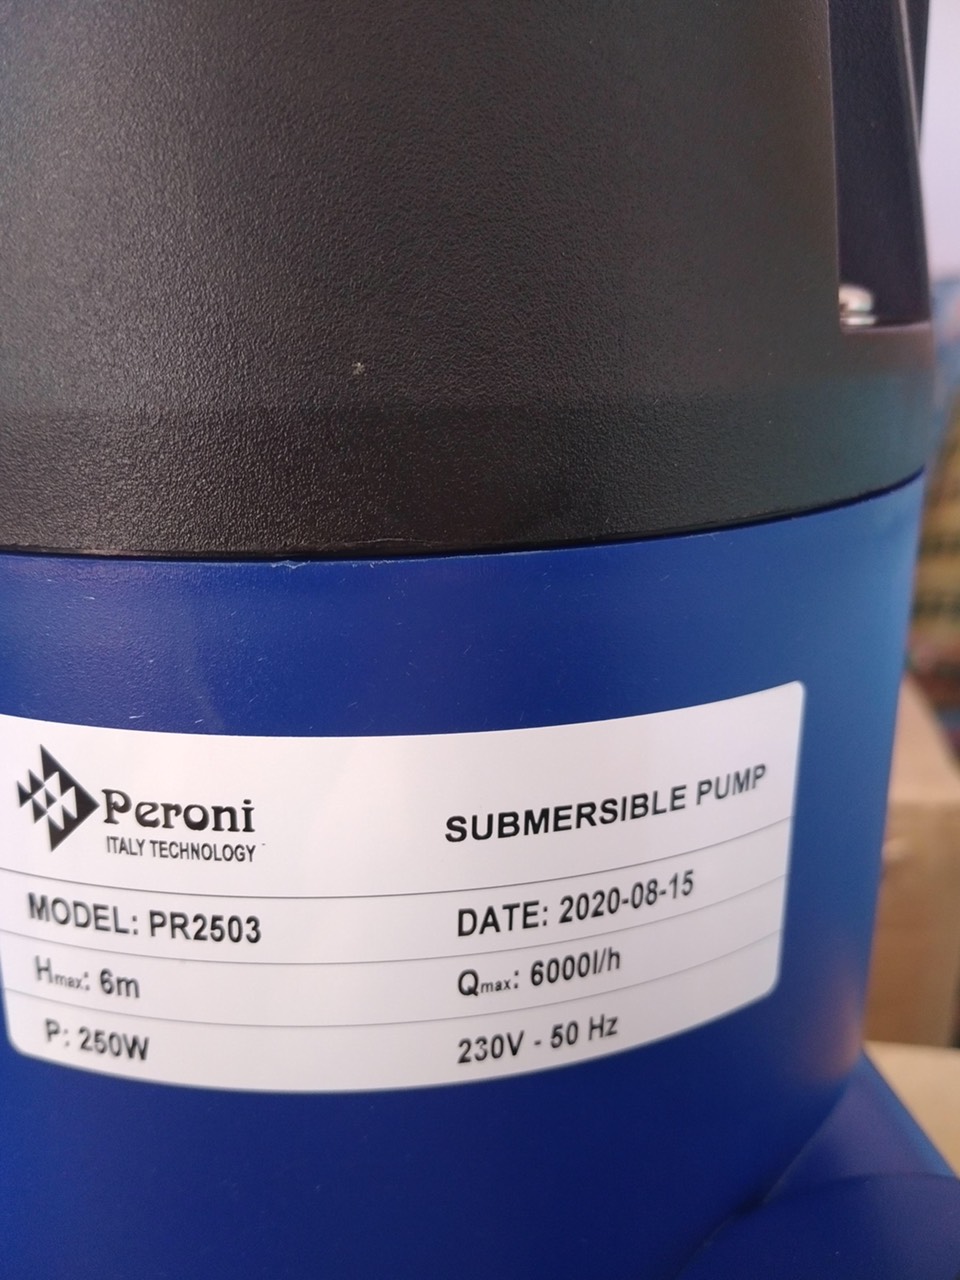 Peroni
ITALY TECHNOLOGY
SUBMERSIBLE PUMP
MODEL: PR2503
DATE: 2020-08-15
Hmax: 6m
Qmax: 6000l/h
P: 250W
230V - 50 Hz